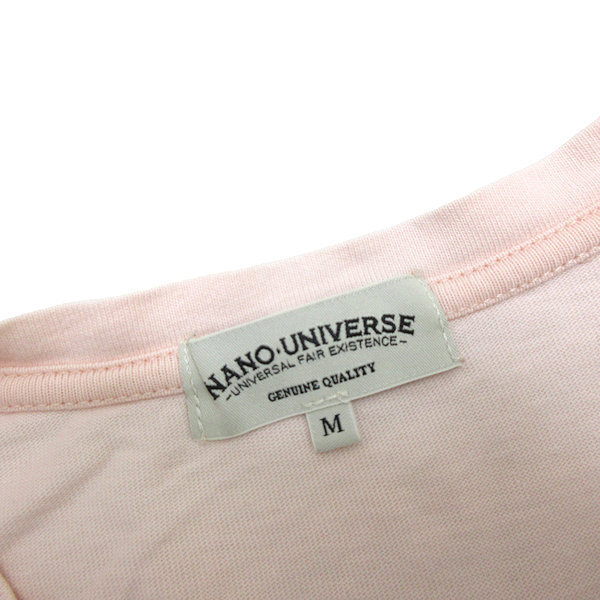 NANO·UNIVERSE
~UNIVERSAL FAIR EXISTENCE~
GENUINE QUALITY
M